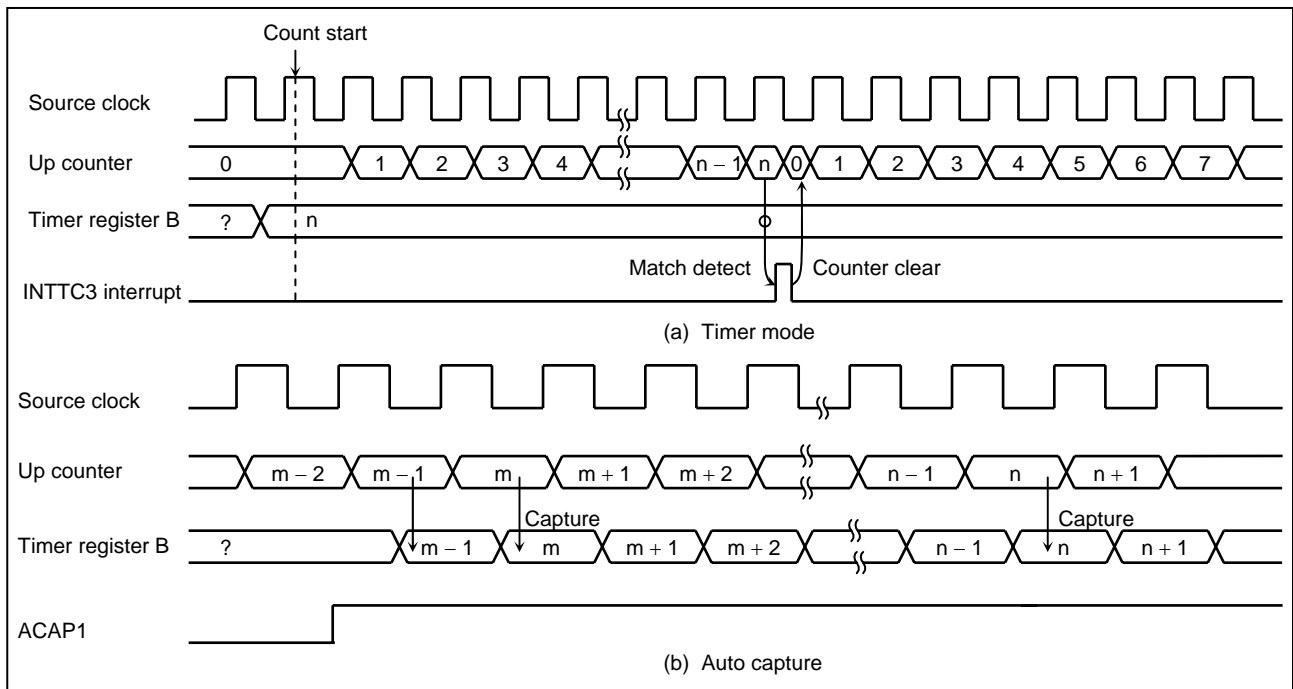 Count start
Source clock
Up counter 0 1 2 3 4 n − 1 n 0 1 2 3 4 5 6 7
Timer register B ? n
Match detect Counter clear
INTTC3 interrupt
(a) Timer mode
Source clock
Up counter m − 2 m − 1 m m + 1 m + 2 n − 1 n n + 1
Capture Capture
Timer register B ? m − 1 m m + 1 m + 2 n − 1 n n + 1
ACAP1
(b) Auto capture